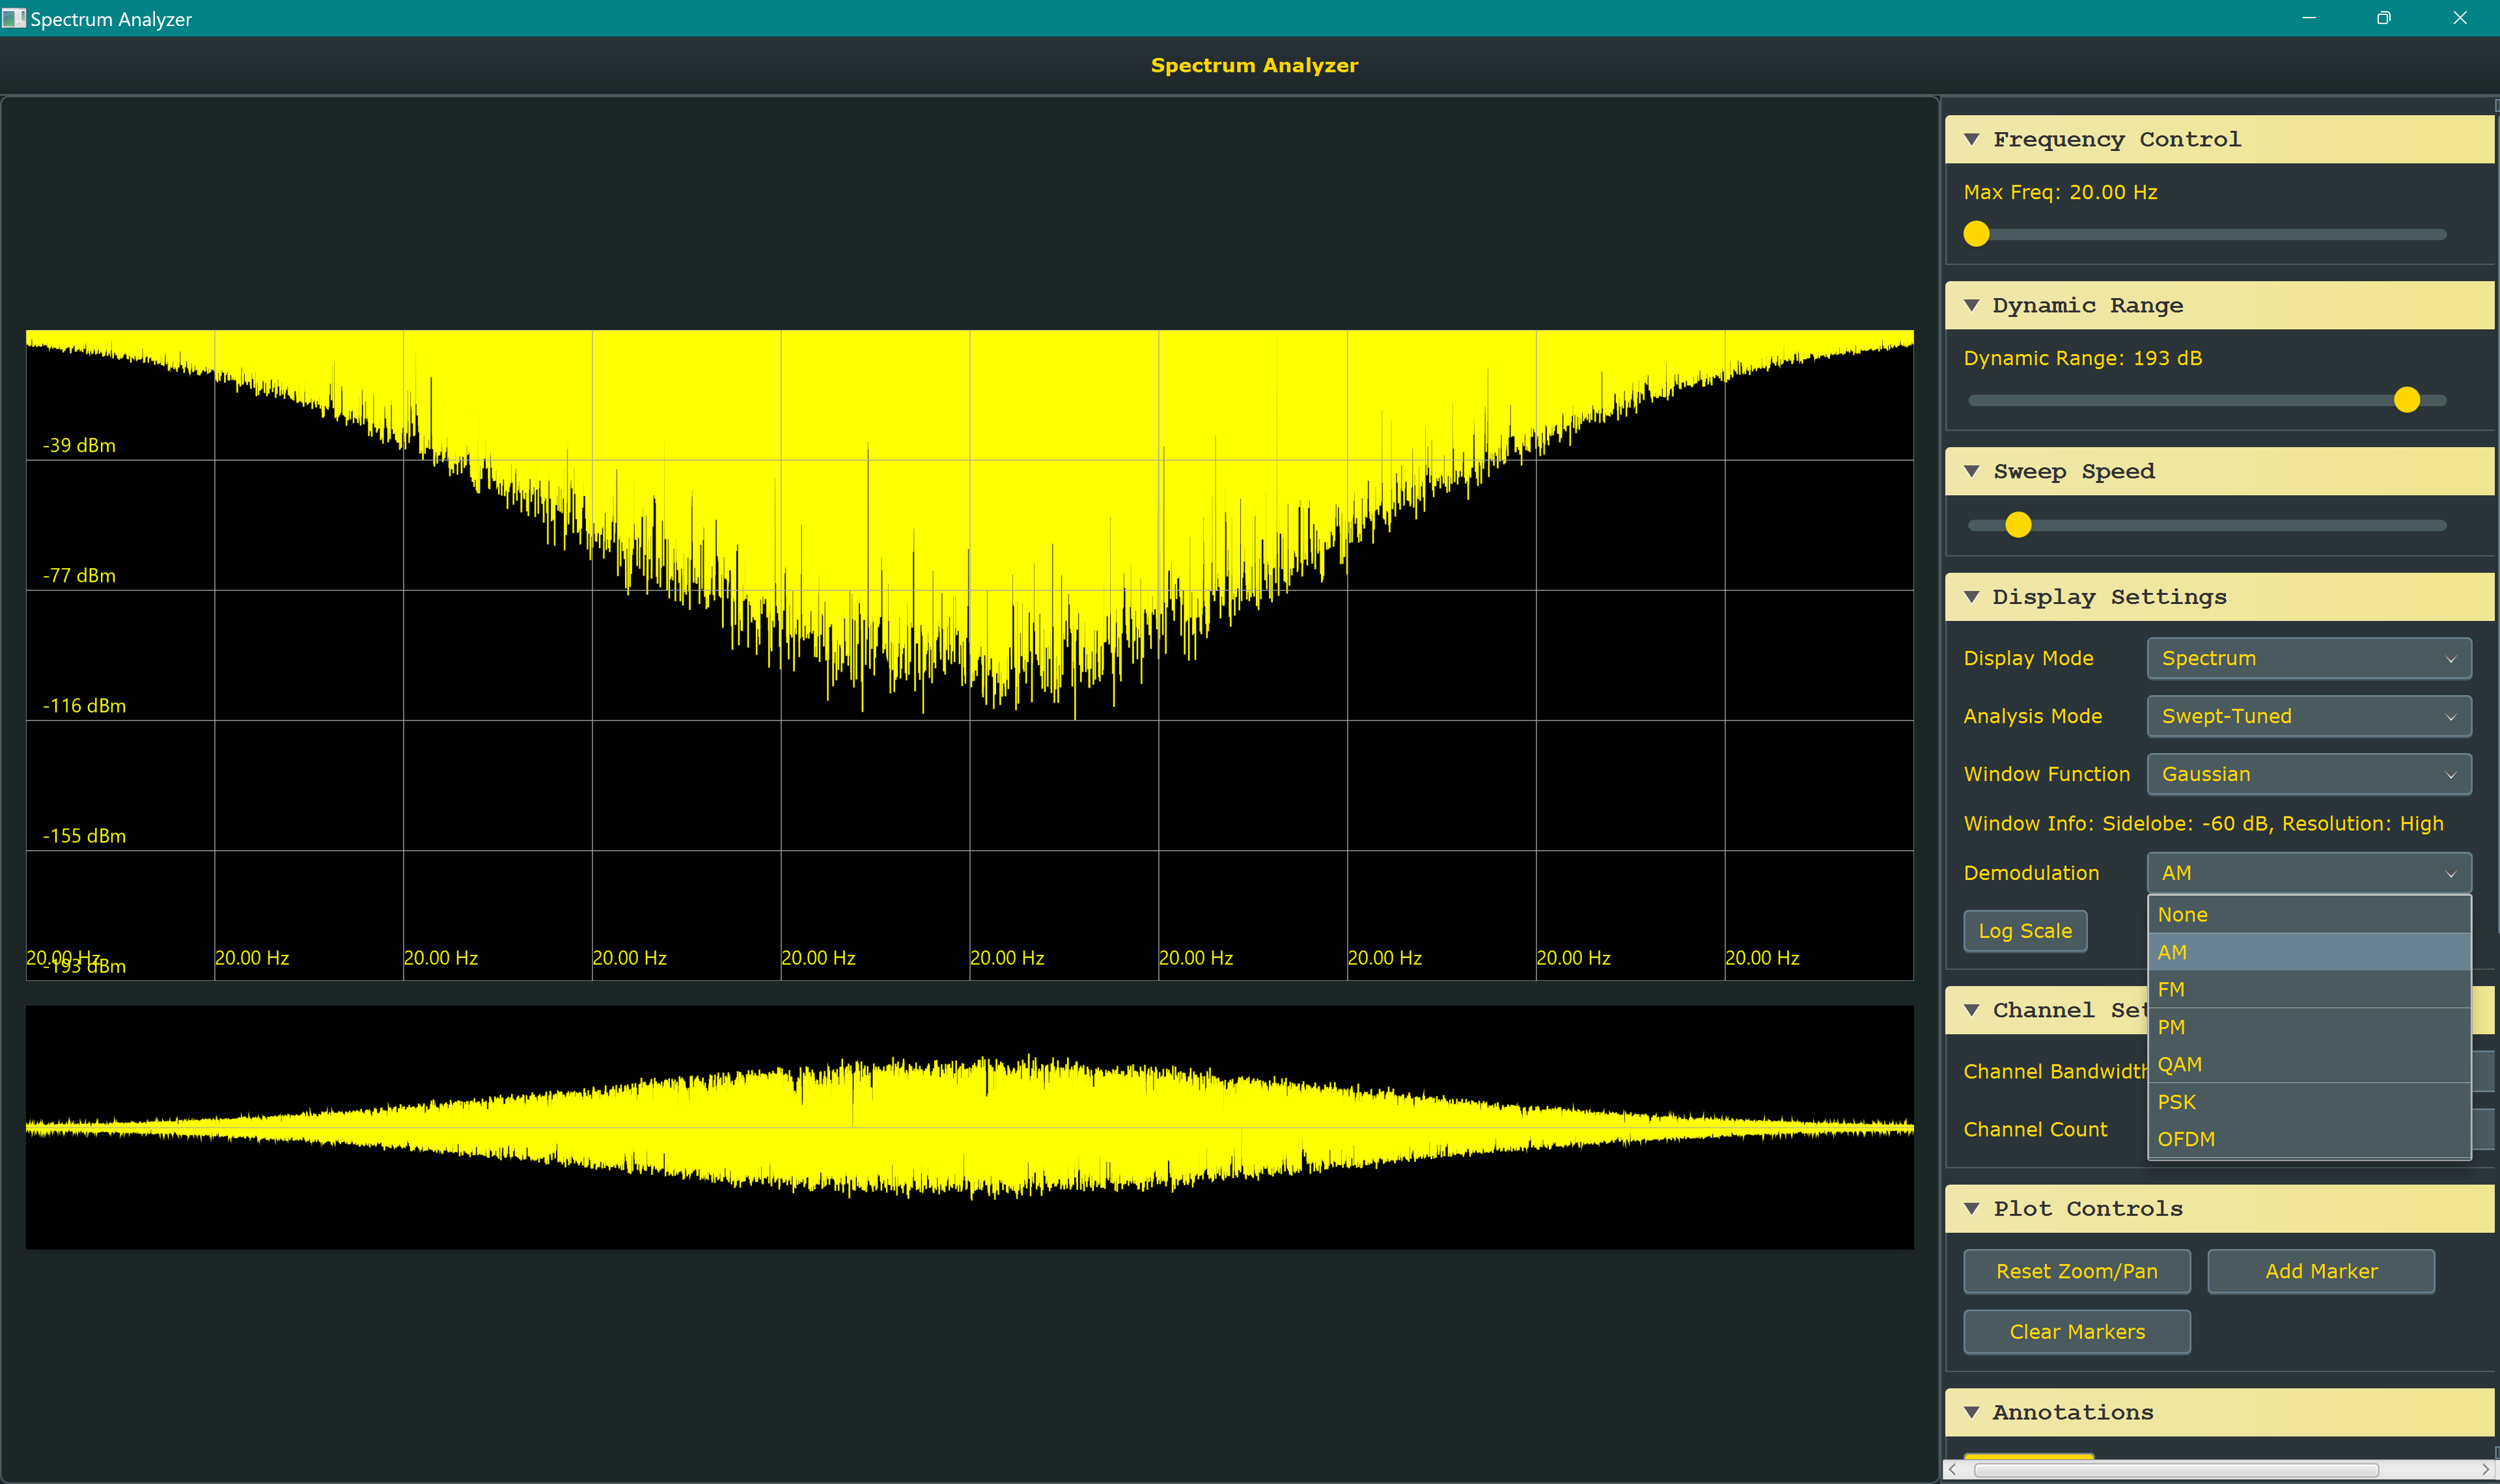 Spectrum Analyzer
Spectrum Analyzer
-39 dBm
-77 dBm
-116 dBm
-155 dBm
-193 dBm
20.00 Hz 20.00 Hz 20.00 Hz 20.00 Hz 20.00 Hz 20.00 Hz 20.00 Hz 20.00 Hz 20.00 Hz 20.00 Hz
Frequency Control
Max Freq: 20.00 Hz
Dynamic Range
Dynamic Range: 193 dB
Sweep Speed
Display Settings
Display Mode Spectrum
Analysis Mode Swept-Tuned
Window Function Gaussian
Window Info: Sidelobe: -60 dB, Resolution: High
Demodulation AM
None
Log Scale
AM
FM
Channel Set
PM
QAM
Channel Bandwidth
PSK
Channel Count
OFDM
Plot Controls
Reset Zoom/Pan Add Marker
Clear Markers
Annotations